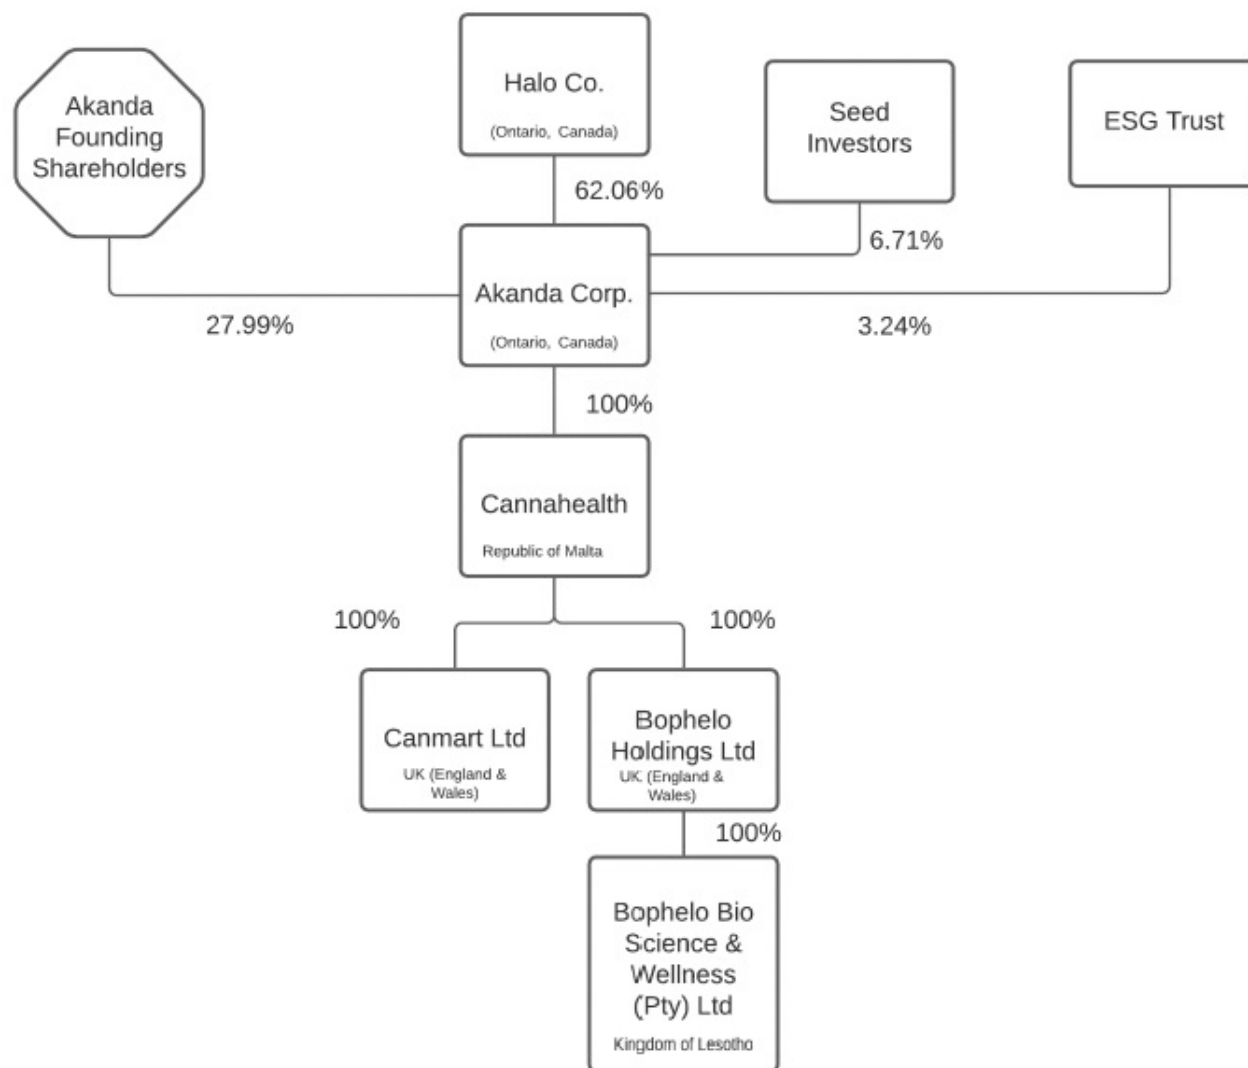 Halo Co.
(Ontario, Canada)
Akanda
Founding
Shareholders
Seed
Investors
ESG Trust
62.06%
6.71%
Akanda Corp.
(Ontario, Canada)
27.99%
3.24%
100%
Cannahealth
Republic of Malta
100%
100%
Canmart Ltd
UK (England &
Wales)
Bophelo
Holdings Ltd
UK (England &
Wales)
100%
Bophelo Bio
Science &
Wellness
(Pty) Ltd
Kingdom of Lesotho